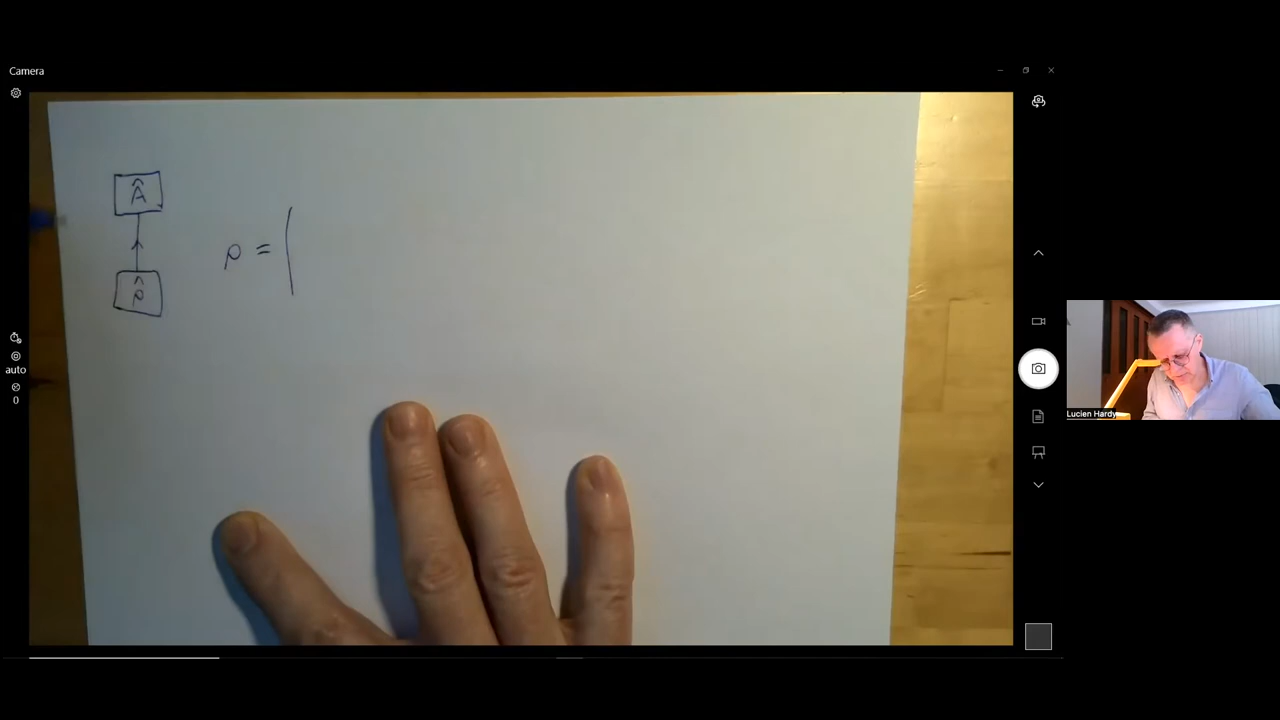 Camera
Â
ρ = (
ρ̂
auto
0
Lucien Hardy